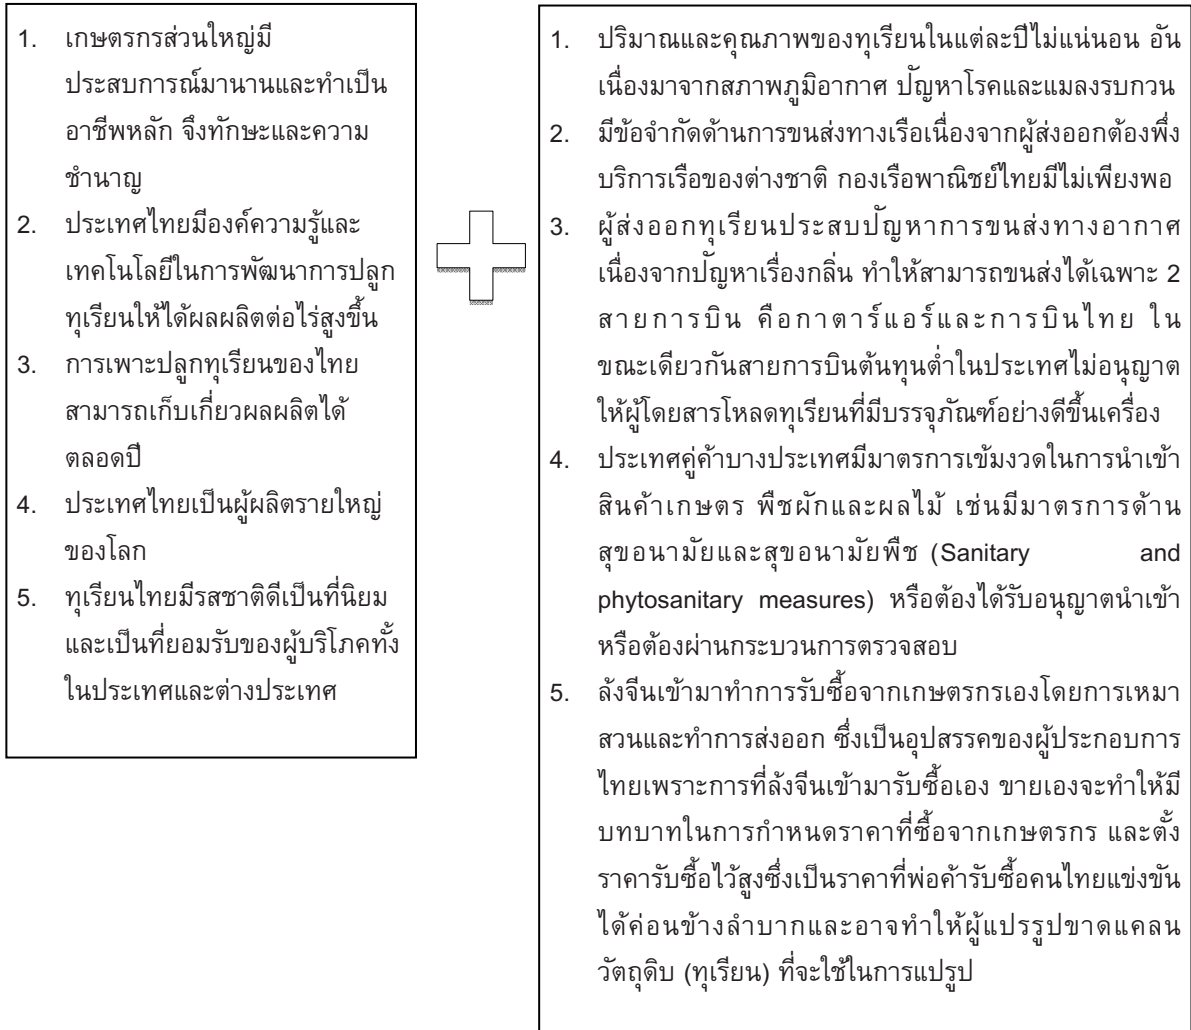 1. เกษตรกรส่วนใหญ่มี
ประสบการณ์มานานและทำเป็น
อาชีพหลัก จึงทักษะและความ
ชำนาญ
2. ประเทศไทยมีองค์ความรู้และ
เทคโนโลยีในการพัฒนาการปลูก
ทุเรียนให้ได้ผลผลิตต่อไร่สูงขึ้น
3. การเพาะปลูกทุเรียนของไทย
สามารถเก็บเกี่ยวผลผลิตได้
ตลอดปี
4. ประเทศไทยเป็นผู้ผลิตรายใหญ่
ของโลก
5. ทุเรียนไทยมีรสชาติดีเป็นที่นิยม
และเป็นที่ยอมรับของผู้บริโภคทั้ง
ในประเทศและต่างประเทศ
1. ปริมาณและคุณภาพของทุเรียนในแต่ละปีไม่แน่นอน อัน
เนื่องมาจากสภาพภูมิอากาศ ปัญหาโรคและแมลงรบกวน
2. มีข้อจำกัดด้านการขนส่งทางเรือเนื่องจากผู้ส่งออกต้องพึ่ง
บริการเรือของต่างชาติ กองเรือพาณิชย์ไทยมีไม่เพียงพอ
3. ผู้ส่งออกทุเรียนประสบปัญหาการขนส่งทางอากาศ
เนื่องจากปัญหาเรื่องกลิ่น ทำให้สามารถขนส่งได้เฉพาะ 2
สายการบิน คือกาตาร์แอร์และการบินไทย ใน
ขณะเดียวกันสายการบินต้นทุนต่ำในประเทศไม่อนุญาต
ให้ผู้โดยสารโหลดทุเรียนที่มีบรรจุภัณฑ์อย่างดีขึ้นเครื่อง
4. ประเทศคู่ค้าบางประเทศมีมาตรการเข้มงวดในการนำเข้า
สินค้าเกษตร พืชผักและผลไม้ เช่นมีมาตรการด้าน
สุขอนามัยและสุขอนามัยพืช (Sanitary and
phytosanitary measures) หรือต้องได้รับอนุญาตนำเข้า
หรือต้องผ่านกระบวนการตรวจสอบ
5. ล้งจีนเข้ามาทำการรับซื้อจากเกษตรกรเองโดยการเหมา
สวนและทำการส่งออก ซึ่งเป็นอุปสรรคของผู้ประกอบการ
ไทยเพราะการที่ล้งจีนเข้ามารับซื้อเอง ขายเองจะทำให้มี
บทบาทในการกำหนดราคาที่ซื้อจากเกษตรกร และตั้ง
ราคารับซื้อไว้สูงซึ่งเป็นราคาที่พ่อค้ารับซื้อคนไทยแข่งขัน
ได้ค่อนข้างลำบากและอาจทำให้ผู้แปรรูปขาดแคลน
วัตถุดิบ (ทุเรียน) ที่จะใช้ในการแปรูป